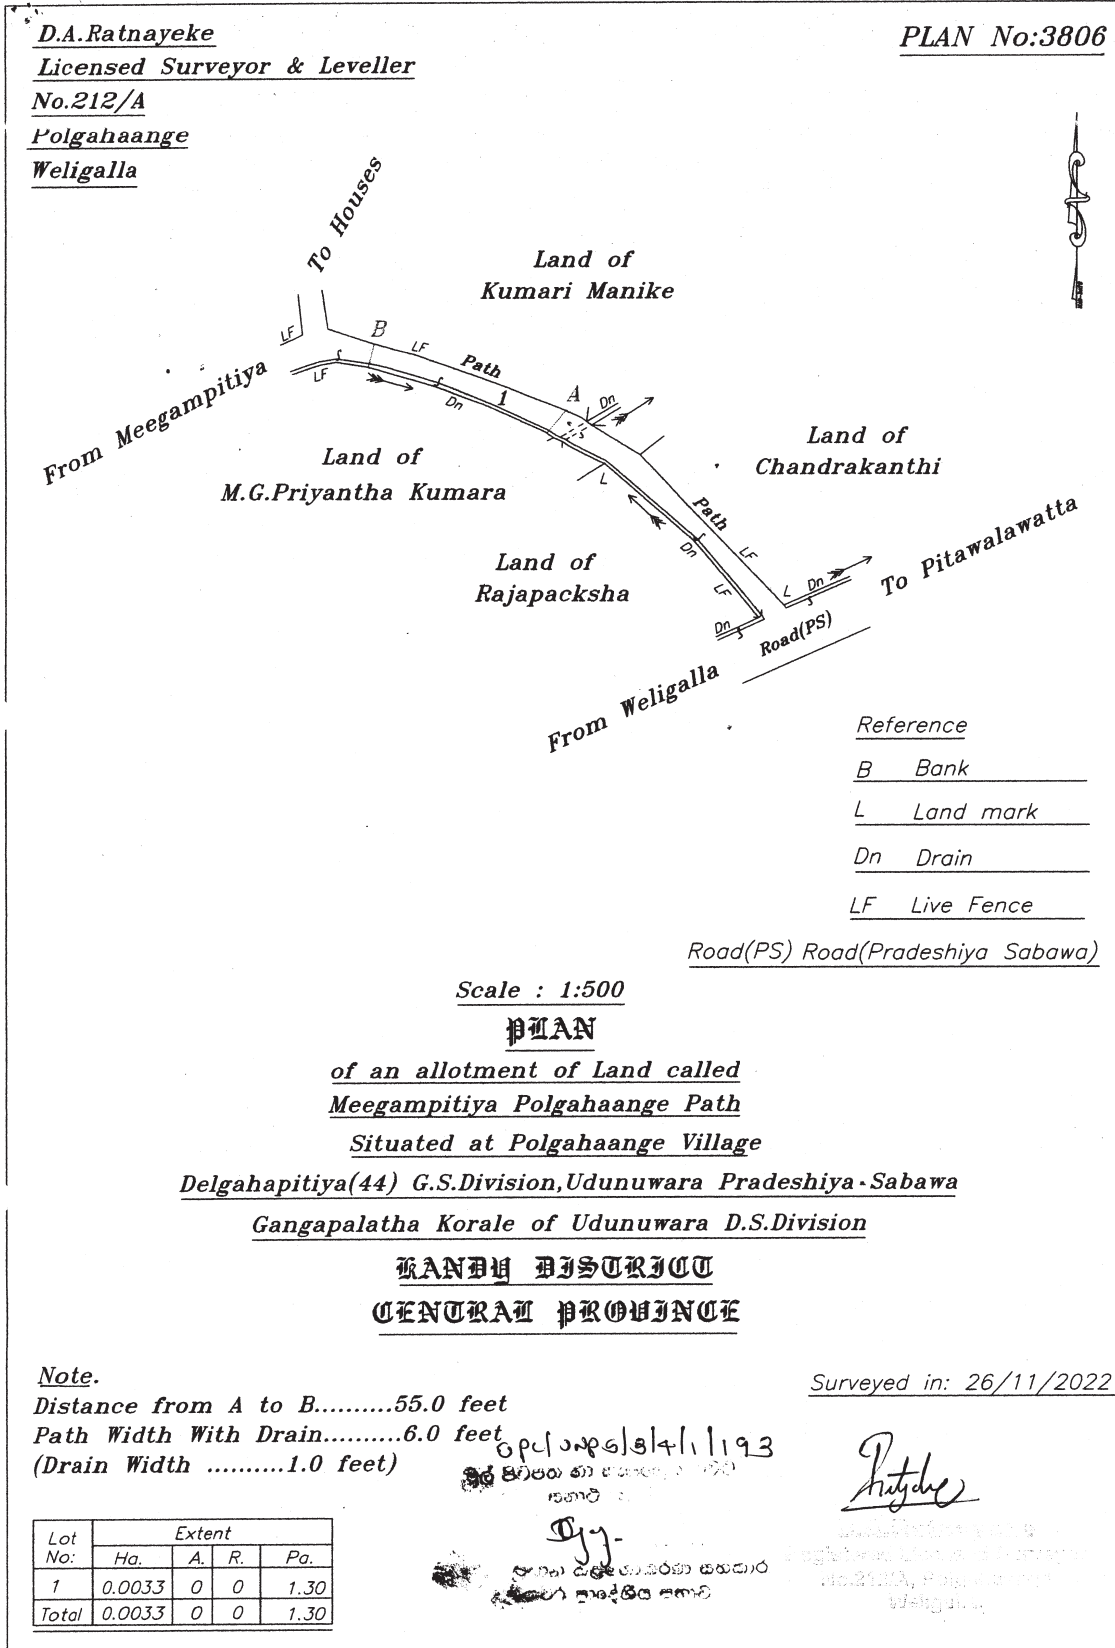 D.A.Ratnayeke
Licensed Surveyor & Leveller
No.212/A
Polgahaange
Weligalla
PLAN No:3806
To Houses
Land of
Kumari Manike
LF
B
LF
Path
A
Dn
LF
Dn
1
From Meegampitiya
Land of
M.G.Priyantha Kumara
L
Land of
Chandrakanthi
Path
Dn
LF
Land of
Rajapacksha
LF
L
Dn
To Pitawalawatta
Dn
Road(PS)
From Weligalla
Reference
B Bank
L Land mark
Dn Drain
LF Live Fence
Road(PS) Road(Pradeshiya Sabawa)
Scale : 1:500
PLAN
of an allotment of Land called
Meegampitiya Polgahaange Path
Situated at Polgahaange Village
Delgahapitiya(44) G.S.Division,Udunuwara Pradeshiya-Sabawa
Gangapalatha Korale of Udunuwara D.S.Division
KANDY DISTRICT
CENTRAL PROVINCE
Note.
Distance from A to B..........55.0 feet
Path Width With Drain..........6.0 feet
(Drain Width ..........1.0 feet)
Surveyed in: 26/11/2022
Lot No: Extent
Ha. A. R. Pa.
1 0.0033 0 0 1.30
Total 0.0033 0 0 1.30